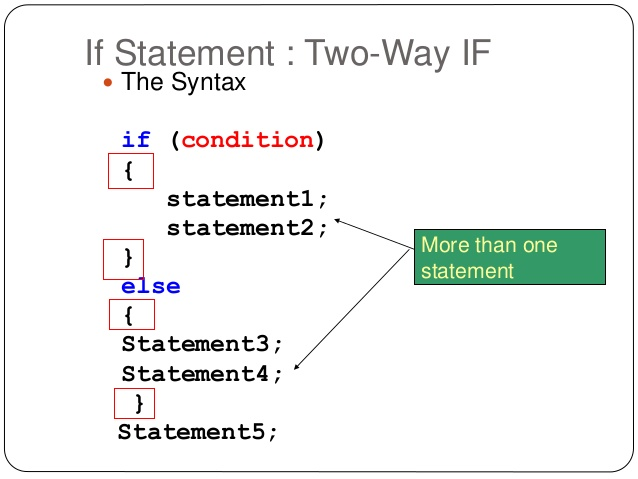 If Statement : Two-Way IF
• The Syntax
if (condition)
{
statement1;
statement2;
}
else
{
Statement3;
Statement4;
}
Statement5;
More than one
statement